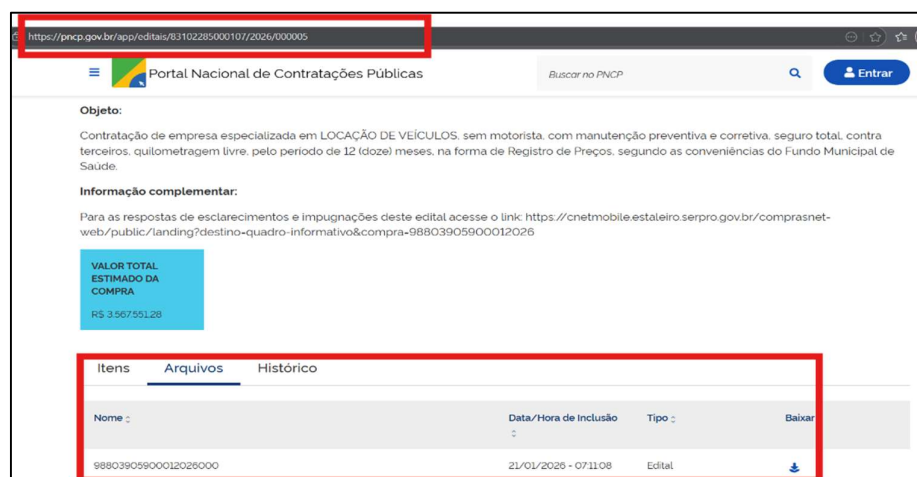 https://pncp.gov.br/app/editais/83102285000107/2026/000005
Portal Nacional de Contratações Públicas
Buscar no PNCP
Entrar
Objeto:
Contratação de empresa especializada em LOCAÇÃO DE VEÍCULOS, sem motorista, com manutenção preventiva e corretiva, seguro total, contra
terceiros, quilometragem livre, pelo período de 12 (doze) meses, na forma de Registro de Preços, segundo as conveniências do Fundo Municipal de
Saúde.
Informação complementar:
Para as respostas de esclarecimentos e impugnações deste edital acesse o link: https://cnetmobile.estaleiro.serpro.gov.br/comprasnet-
web/public/landing?destino=quadro-informativo&compra=98803905900012026
VALOR TOTAL
ESTIMADO DA
COMPRA
R$ 3.567.551,28
Itens Arquivos Histórico
Nome Data/Hora de Inclusão Tipo Baixar
98803905900012026000 21/01/2026 - 07:11:08 Edital